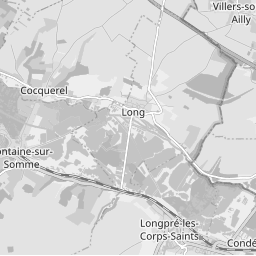 Villers-so
Ailly
Cocquerel
Long
ontaine-sur-
Somme
Longpré-les-
Corps-Saints
Condé